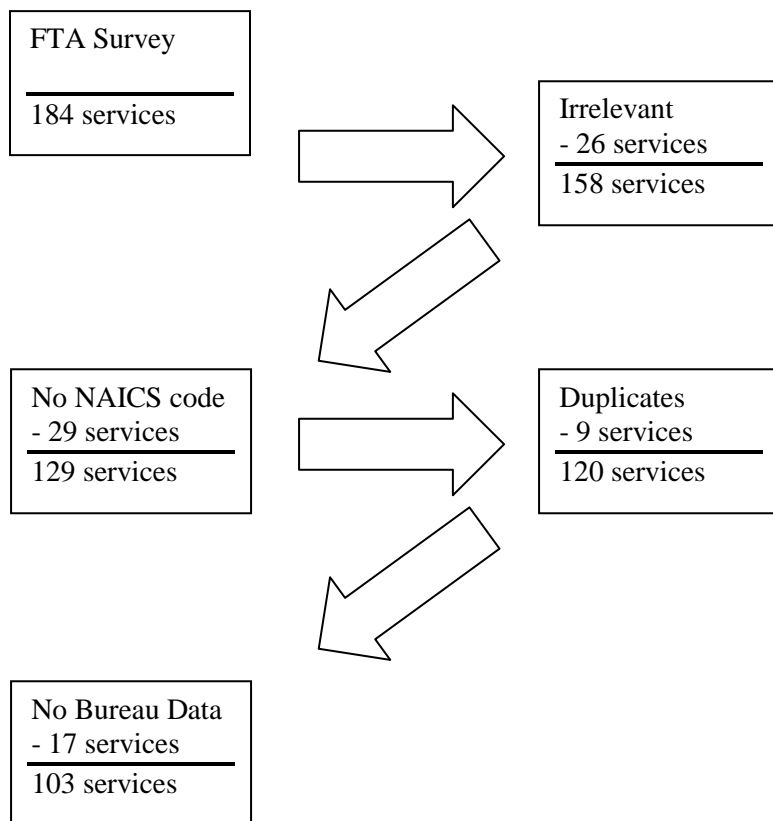 FTA Survey
184 services
Irrelevant
- 26 services
158 services
No NAICS code
- 29 services
129 services
Duplicates
- 9 services
120 services
No Bureau Data
- 17 services
103 services